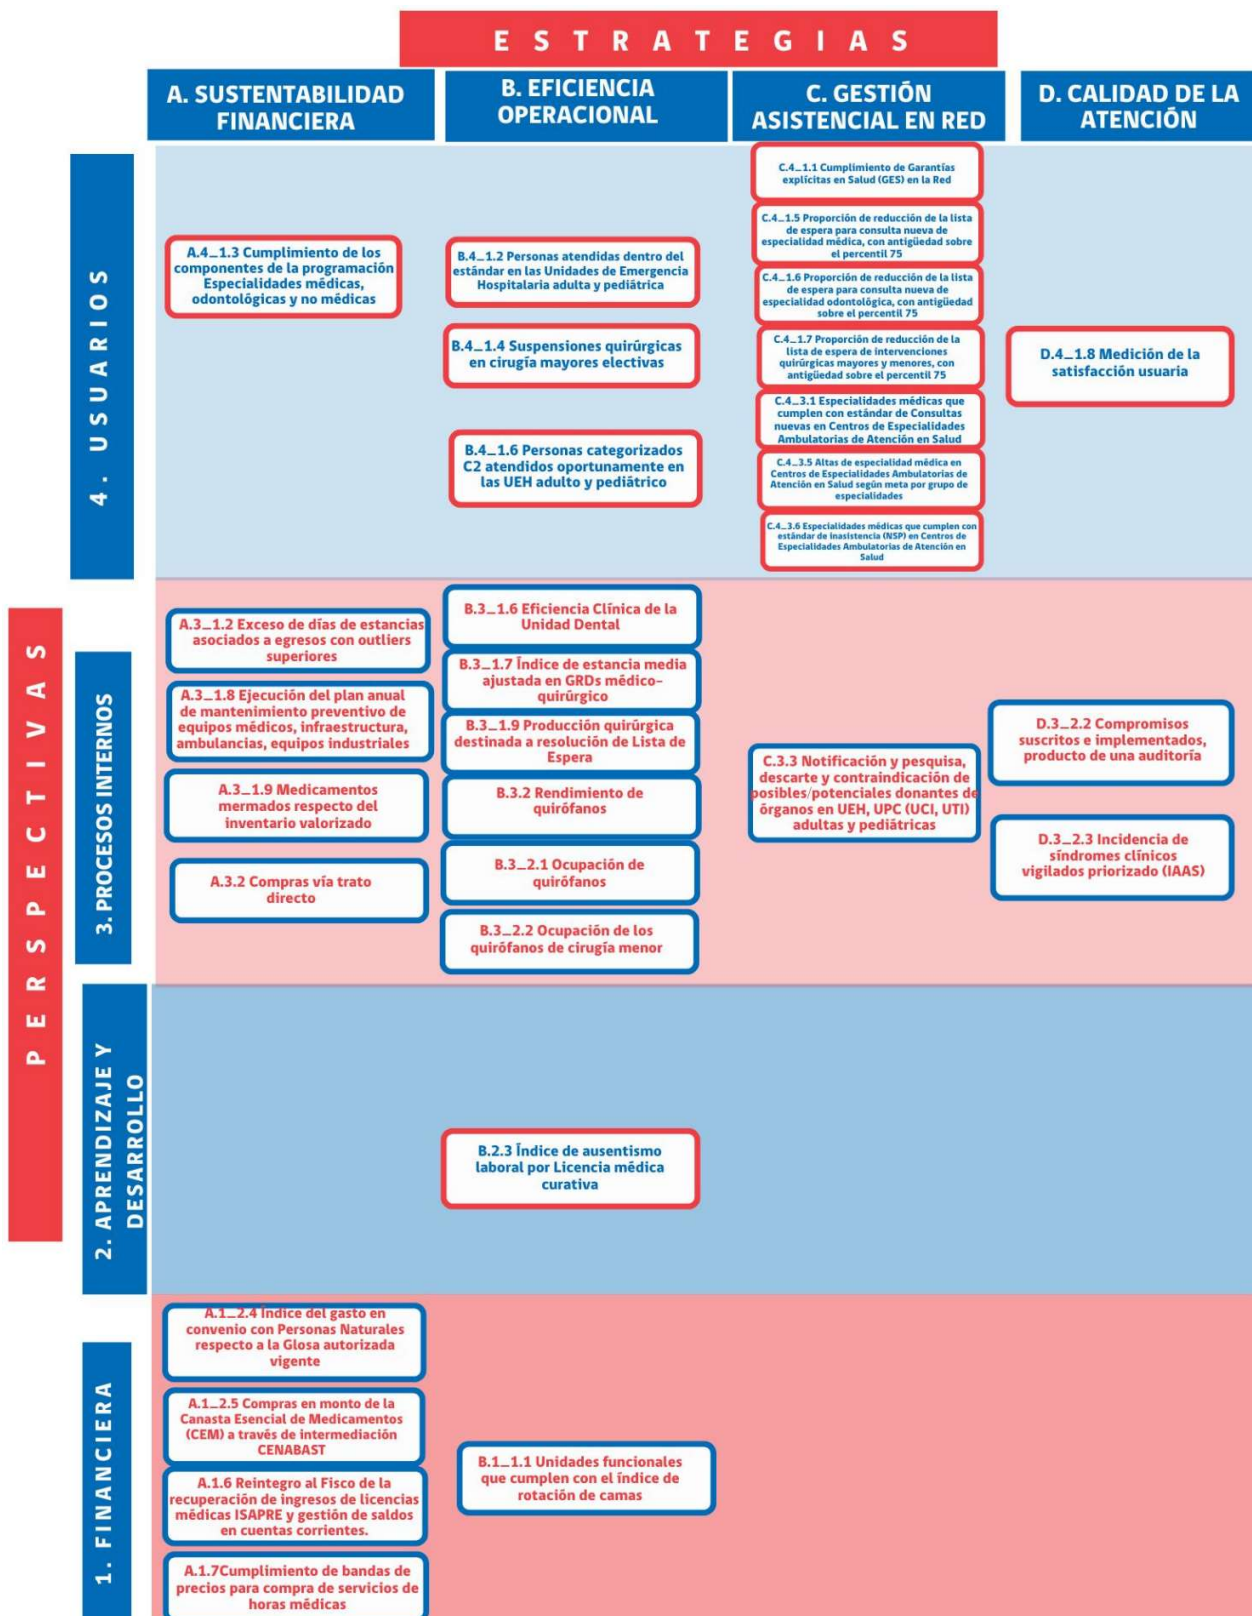 ESTRATEGIAS
A. SUSTENTABILIDAD
FINANCIERA
B. EFICIENCIA
OPERACIONAL
C. GESTIÓN
ASISTENCIAL EN RED
D. CALIDAD DE LA
ATENCIÓN
PERSPECTIVAS
4. USUARIOS
A.4_1.3 Cumplimiento de los
componentes de la programación
Especialidades médicas,
odontológicas y no médicas
B.4_1.2 Personas atendidas dentro del
estándar en las Unidades de Emergencia
Hospitalaria adulta y pediátrica
B.4_1.4 Suspensiones quirúrgicas
en cirugía mayores electivas
B.4_1.6 Personas categorizados
C2 atendidos oportunamente en
las UEH adulto y pediátrico
C.4_1.1 Cumplimiento de Garantías
explícitas en Salud (GES) en la Red
C.4_1.5 Proporción de reducción de la lista
de espera para consulta nueva de
especialidad médica, con antigüedad sobre
el percentil 75
C.4_1.6 Proporción de reducción de la lista
de espera para consulta nueva de
especialidad odontológica, con antigüedad
sobre el percentil 75
C.4_1.7 Proporción de reducción de la
lista de espera de intervenciones
quirúrgicas mayores y menores, con
antigüedad sobre el percentil 75
C.4_3.1 Especialidades médicas que
cumplen con estándar de Consultas
nuevas en Centros de Especialidades
Ambulatorias de Atención en Salud
C.4_3.5 Altas de especialidad médica en
Centros de Especialidades Ambulatorias de
Atención en Salud según meta por grupo de
especialidades
C.4_3.6 Especialidades médicas que cumplen con
estándar de inasistencia (NSP) en Centros de
Especialidades Ambulatorias de Atención en
Salud
D.4_1.8 Medición de la
satisfacción usuaria
3. PROCESOS INTERNOS
A.3_1.2 Exceso de días de estancias
asociados a egresos con outliers
superiores
A.3_1.8 Ejecución del plan anual
de mantenimiento preventivo de
equipos médicos, infraestructura,
ambulancias, equipos industriales
A.3_1.9 Medicamentos
mermados respecto del
inventario valorizado
A.3.2 Compras vía trato
directo
B.3_1.6 Eficiencia Clínica de la
Unidad Dental
B.3_1.7 Índice de estancia media
ajustada en GRDs médico-
quirúrgico
B.3_1.9 Producción quirúrgica
destinada a resolución de Lista de
Espera
B.3.2 Rendimiento de
quirófanos
B.3_2.1 Ocupación de
quirófanos
B.3_2.2 Ocupación de los
quirófanos de cirugía menor
C.3.3 Notificación y pesquisa,
descarte y contraindicación de
posibles/potenciales donantes de
órganos en UEH, UPC (UCI, UTI)
adultas y pediátricas
D.3_2.2 Compromisos
suscritos e implementados,
producto de una auditoría
D.3_2.3 Incidencia de
síndromes clínicos
vigilados priorizado (IAAS)
2. APRENDIZAJE Y
DESARROLLO
B.2.3 Índice de ausentismo
laboral por Licencia médica
curativa
1. FINANCIERA
A.1_2.4 Índice del gasto en
convenio con Personas Naturales
respecto a la Glosa autorizada
vigente
A.1_2.5 Compras en monto de la
Canasta Esencial de Medicamentos
(CEM) a través de intermediación
CENABAST
A.1.6 Reintegro al Fisco de la
recuperación de ingresos de licencias
médicas ISAPRE y gestión de saldos
en cuentas corrientes.
A.1.7Cumplimiento de bandas de
precios para compra de servicios de
horas médicas
B.1_1.1 Unidades funcionales
que cumplen con el índice de
rotación de camas